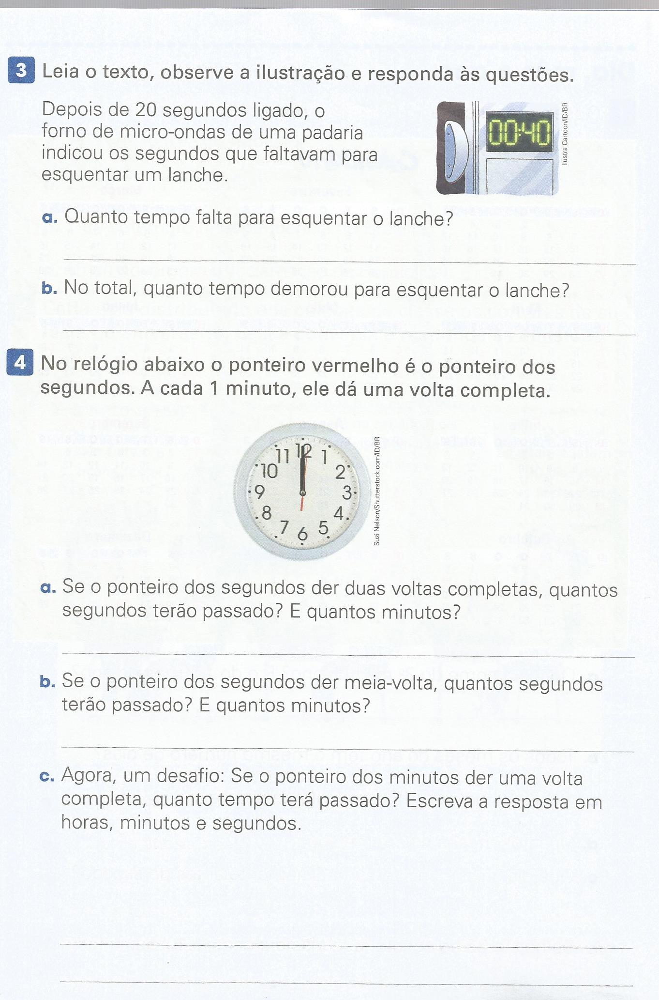 3 Leia o texto, observe a ilustração e responda às questões.
Depois de 20 segundos ligado, o
forno de micro-ondas de uma padaria
indicou os segundos que faltavam para
esquentar um lanche.
00:40
Ilustra Cartoon/ID/BR
a. Quanto tempo falta para esquentar o lanche?
b. No total, quanto tempo demorou para esquentar o lanche?
4 No relógio abaixo o ponteiro vermelho é o ponteiro dos
segundos. A cada 1 minuto, ele dá uma volta completa.
12
1
2
3
4
5
6
7
8
9
10
11
Suzi Nelson/Shutterstock.com/ID/BR
a. Se o ponteiro dos segundos der duas voltas completas, quantos
segundos terão passado? E quantos minutos?
b. Se o ponteiro dos segundos der meia-volta, quantos segundos
terão passado? E quantos minutos?
c. Agora, um desafio: Se o ponteiro dos minutos der uma volta
completa, quanto tempo terá passado? Escreva a resposta em
horas, minutos e segundos.